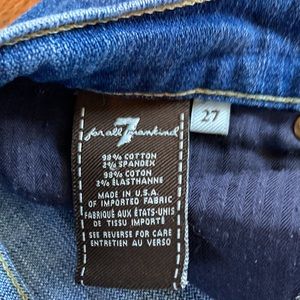 7
for all mankind
27
98% COTTON
2% SPANDEX
98% COTON
2% ÉLASTHANNE
MADE IN U.S.A.
OF IMPORTED FABRIC
FABRIQUÉ AUX ÉTATS-UNIS
DE TISSU IMPORTÉ
SEE REVERSE FOR CARE
ENTRETIEN AU VERSO